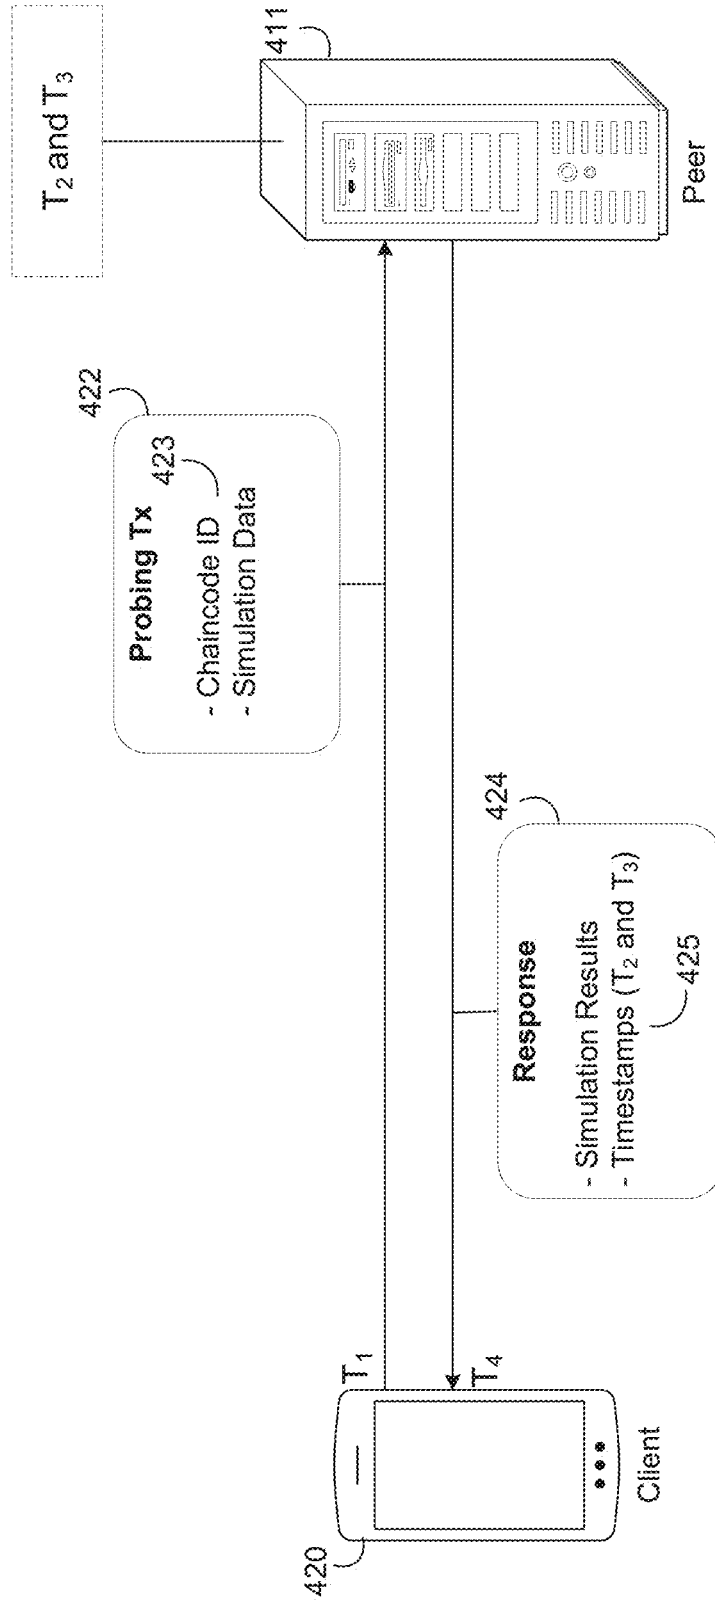 T₂ and T₃
411
Peer
422
Probing Tx
423
- Chaincode ID
- Simulation Data
424
Response
- Simulation Results
- Timestamps (T₂ and T₃)
425
T₁
T₄
420
Client